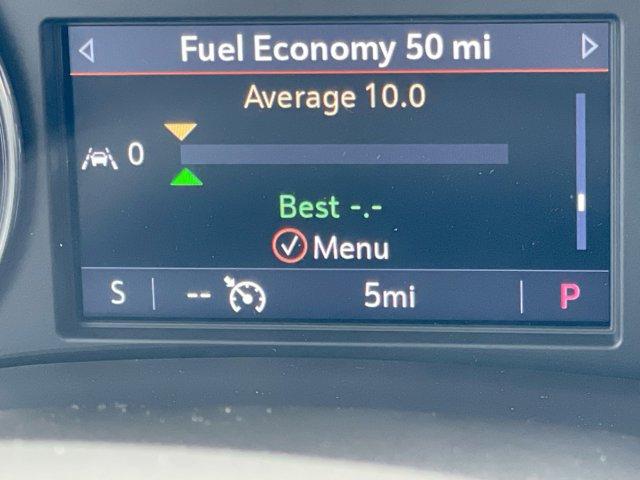 Fuel Economy 50 mi
Average 10.0
0
Best -.-
Menu
S -- 5mi P